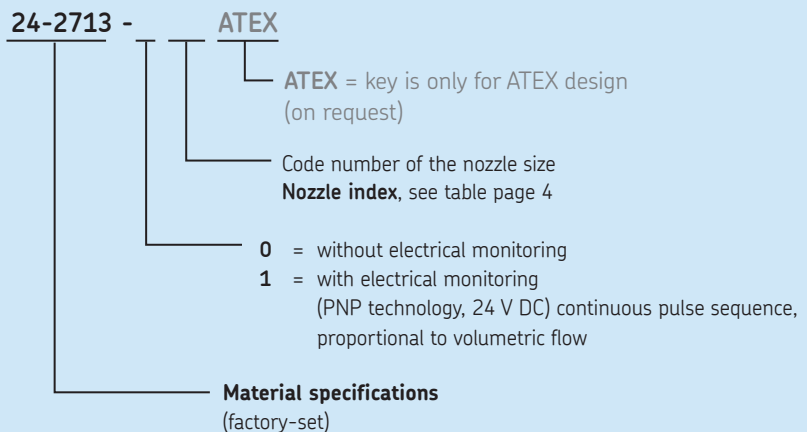 24-2713 - _ _ ATEX
ATEX = key is only for ATEX design
(on request)
Code number of the nozzle size
Nozzle index, see table page 4
0 = without electrical monitoring
1 = with electrical monitoring
(PNP technology, 24 V DC) continuous pulse sequence,
proportional to volumetric flow
Material specifications
(factory-set)